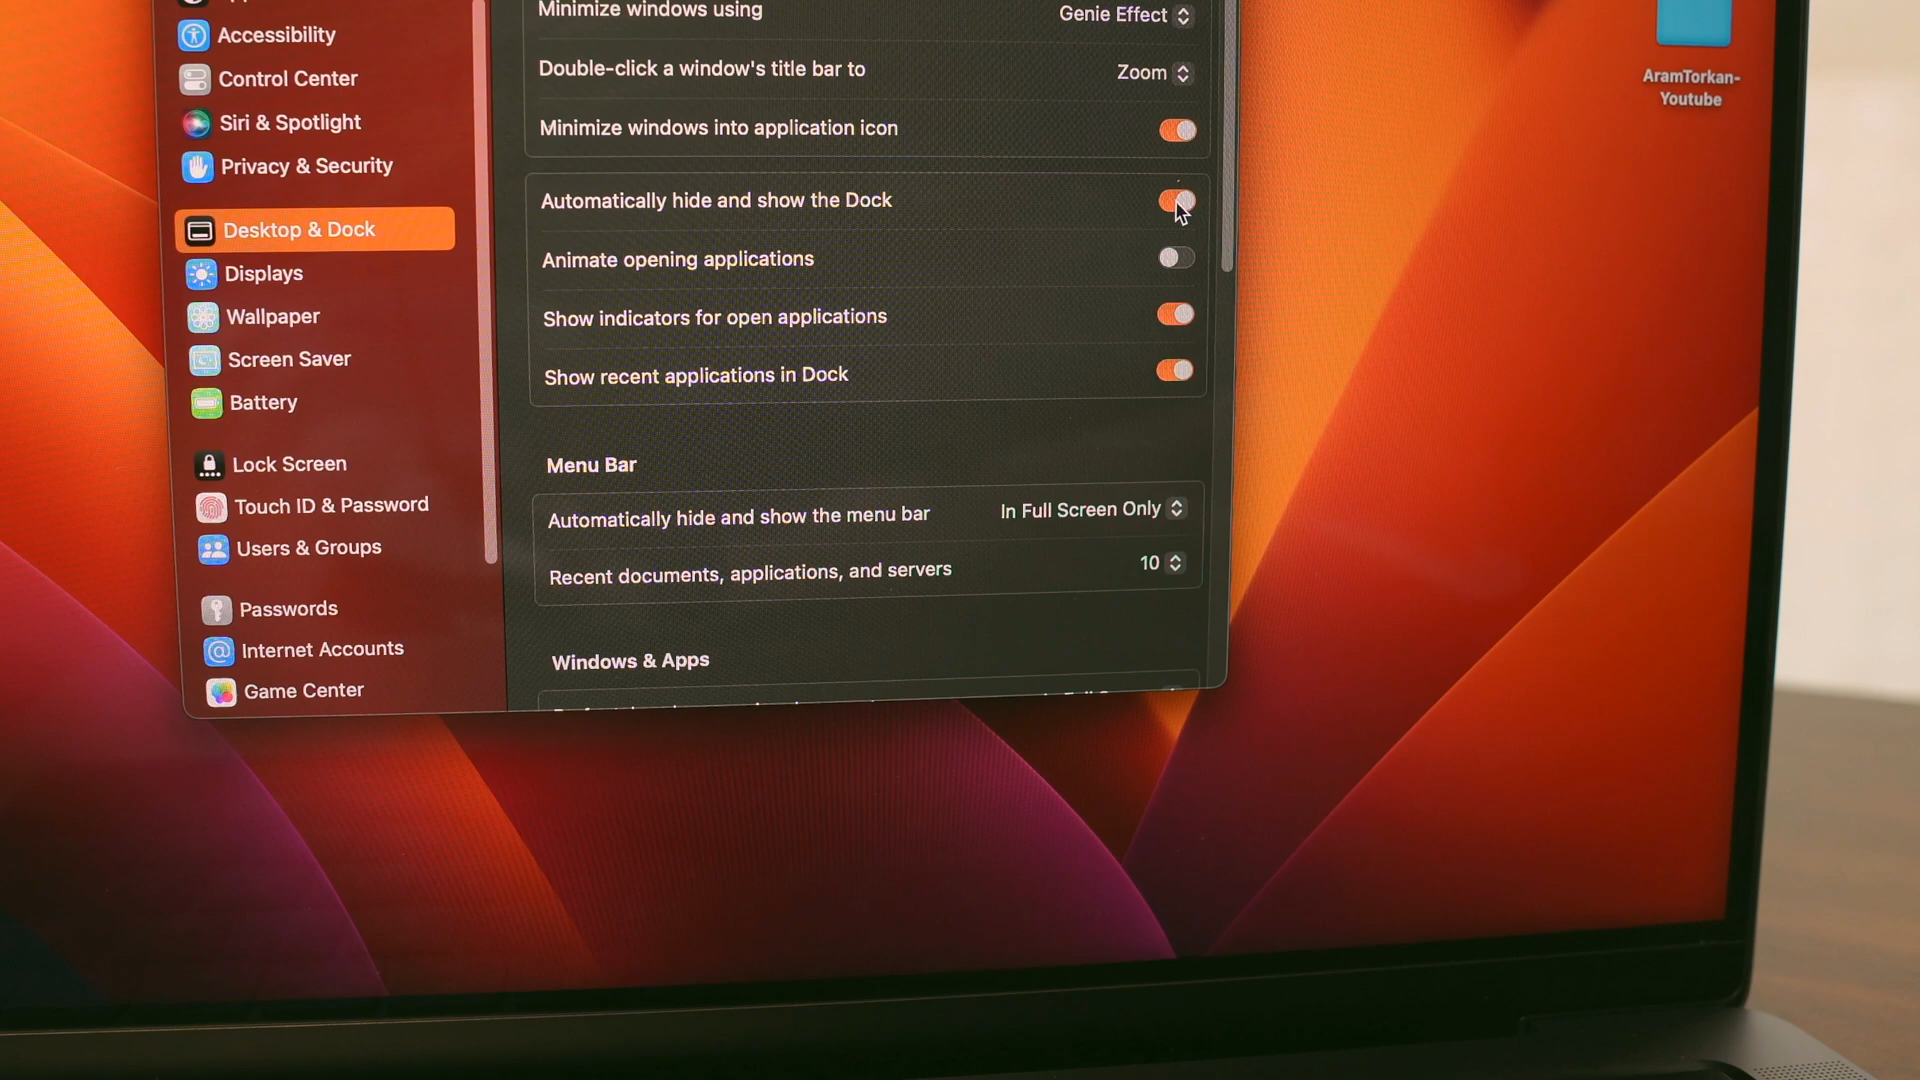 Accessibility
Control Center
Siri & Spotlight
Privacy & Security
Desktop & Dock
Displays
Wallpaper
Screen Saver
Battery
Lock Screen
Touch ID & Password
Users & Groups
Passwords
Internet Accounts
Game Center
Minimize windows using
Genie Effect
Double-click a window's title bar to
Zoom
Minimize windows into application icon
Automatically hide and show the Dock
Animate opening applications
Show indicators for open applications
Show recent applications in Dock
Menu Bar
Automatically hide and show the menu bar
In Full Screen Only
Recent documents, applications, and servers
10
Windows & Apps
AramTorkan-
Youtube